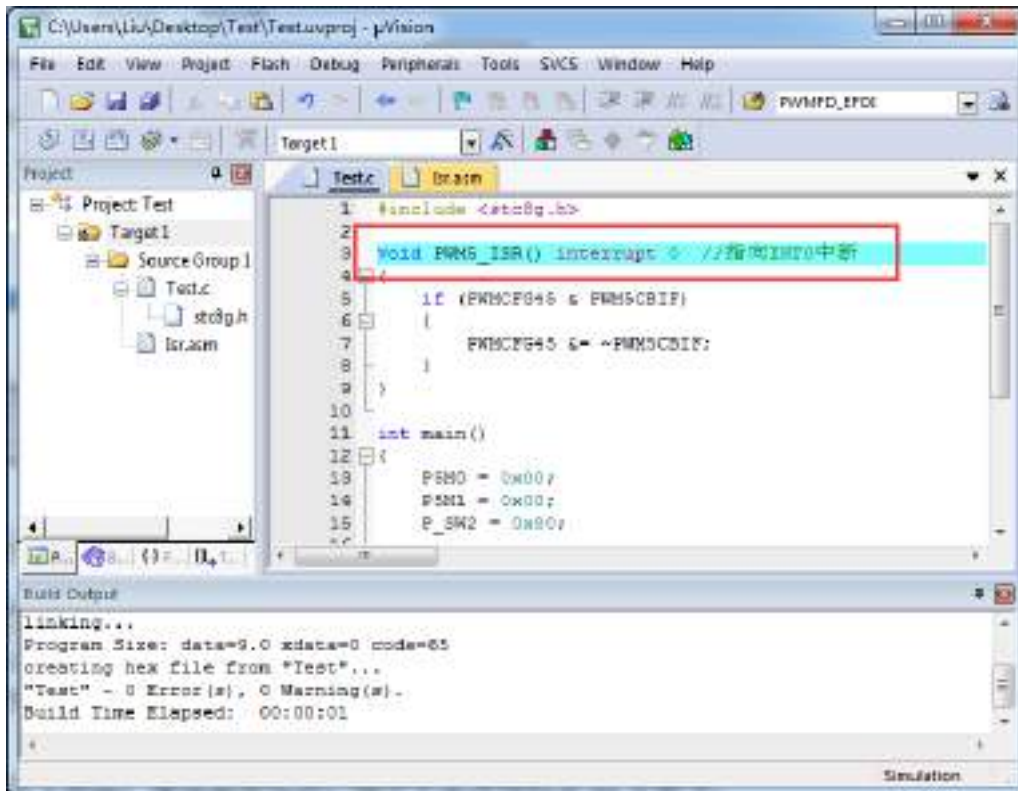 C:\Users\Liu\Desktop\Test\Test.uvproj - µVision
File Edit View Project Flash Debug Peripherals Tools SVCS Window Help
Target 1
Project
Test.c Isr.asm
Project: Test
Target 1
Source Group 1
Test.c
stc8g.h
Isr.asm
1 #include <stc8g.h>
2
3 void PWM5_ISR() interrupt 0 //指向INT0中断
4 {
5 if (PWMCFG45 & PWM5CBIF)
6 {
7 PWMCFG45 &= ~PWM5CBIF;
8 }
9 }
10
11 int main()
12 {
13 P5M0 = 0x00;
14 P5M1 = 0x00;
15 P_SW2 = 0x80;
Build Output
linking...
Program Size: data=9.0 xdata=0 code=65
creating hex file from "Test"...
"Test" - 0 Error(s), 0 Warning(s).
Build Time Elapsed: 00:00:01
Simulation